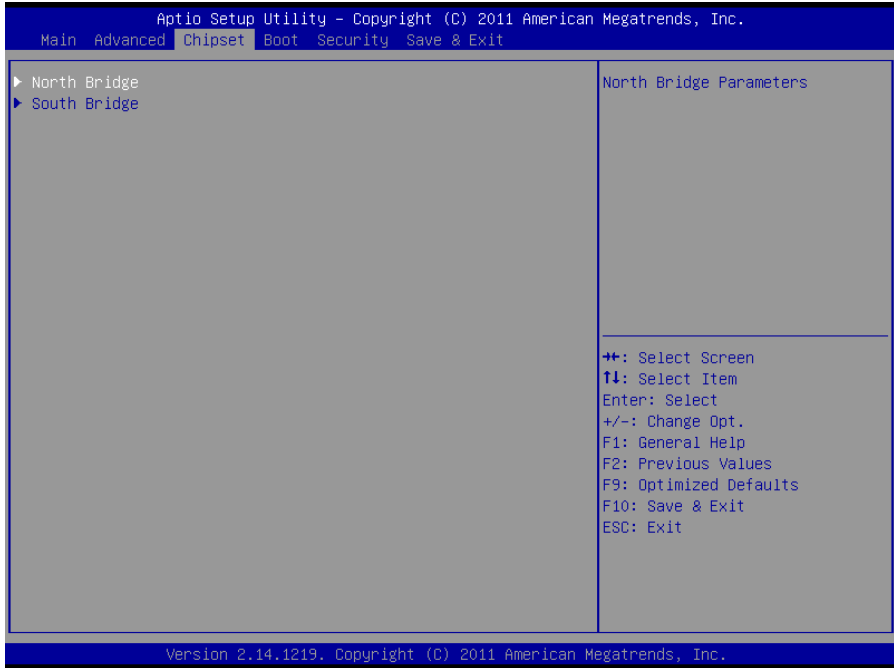 Aptio Setup Utility – Copyright (C) 2011 American Megatrends, Inc.
Main Advanced Chipset Boot Security Save & Exit
▶ North Bridge
▶ South Bridge
North Bridge Parameters
→←: Select Screen
↑↓: Select Item
Enter: Select
+/-: Change Opt.
F1: General Help
F2: Previous Values
F9: Optimized Defaults
F10: Save & Exit
ESC: Exit
Version 2.14.1219. Copyright (C) 2011 American Megatrends, Inc.